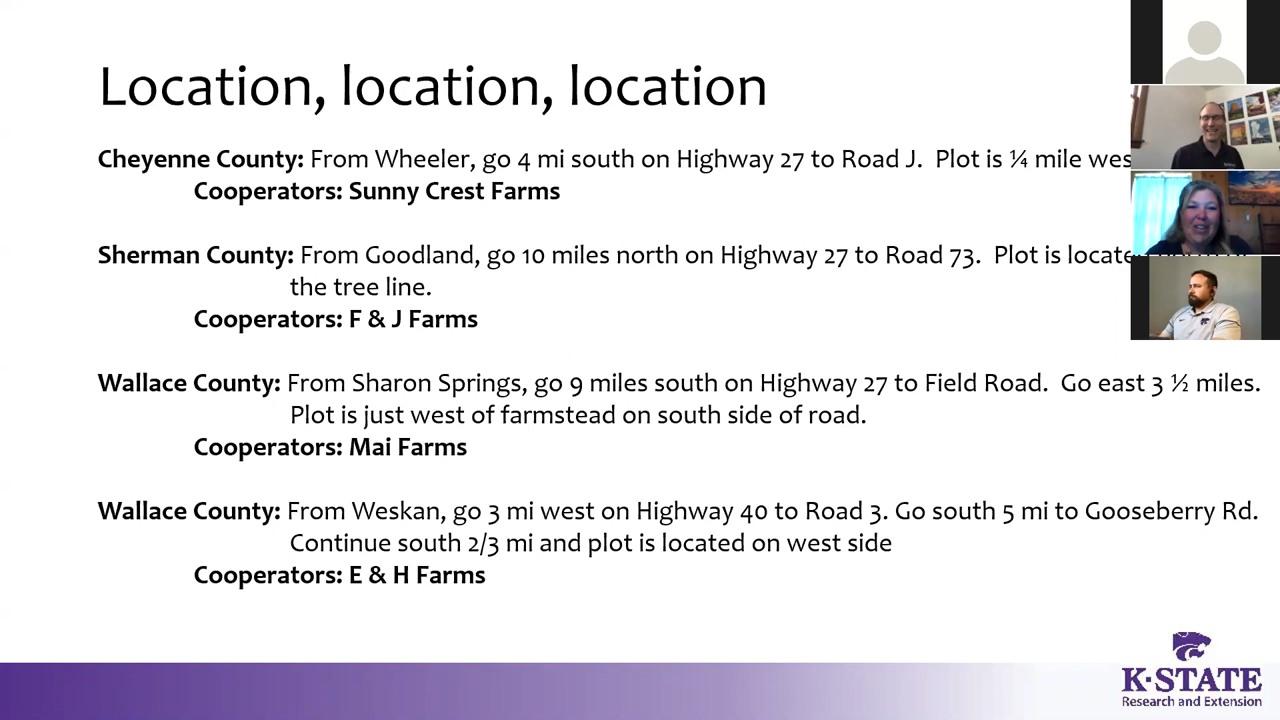 Location, location, location
Cheyenne County: From Wheeler, go 4 mi south on Highway 27 to Road J. Plot is ¼ mile
Cooperators: Sunny Crest Farms
Sherman County: From Goodland, go 10 miles north on Highway 27 to Road 73. Plot is
the tree line.
Cooperators: F & J Farms
Wallace County: From Sharon Springs, go 9 miles south on Highway 27 to Field Road. Go east 3 ½ miles.
Plot is just west of farmstead on south side of road.
Cooperators: Mai Farms
Wallace County: From Weskan, go 3 mi west on Highway 40 to Road 3. Go south 5 mi to Gooseberry Rd.
Continue south 2/3 mi and plot is located on west side
Cooperators: E & H Farms
K-STATE
Research and Extension